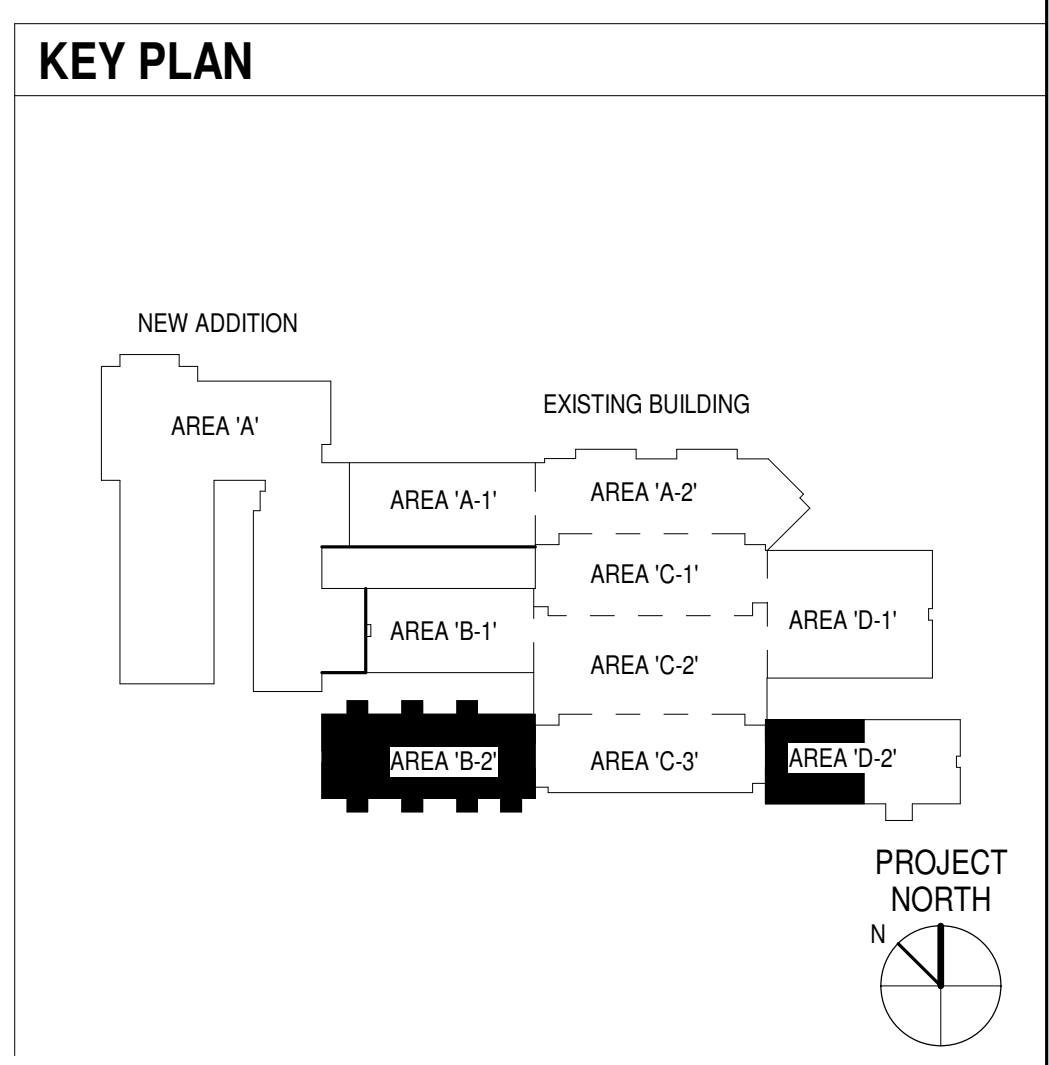 KEY PLAN
NEW ADDITION
EXISTING BUILDING
AREA 'A'
AREA 'A-1'
AREA 'A-2'
AREA 'C-1'
AREA 'D-1'
AREA 'B-1'
AREA 'C-2'
AREA 'B-2'
AREA 'C-3'
AREA 'D-2'
PROJECT
NORTH
N